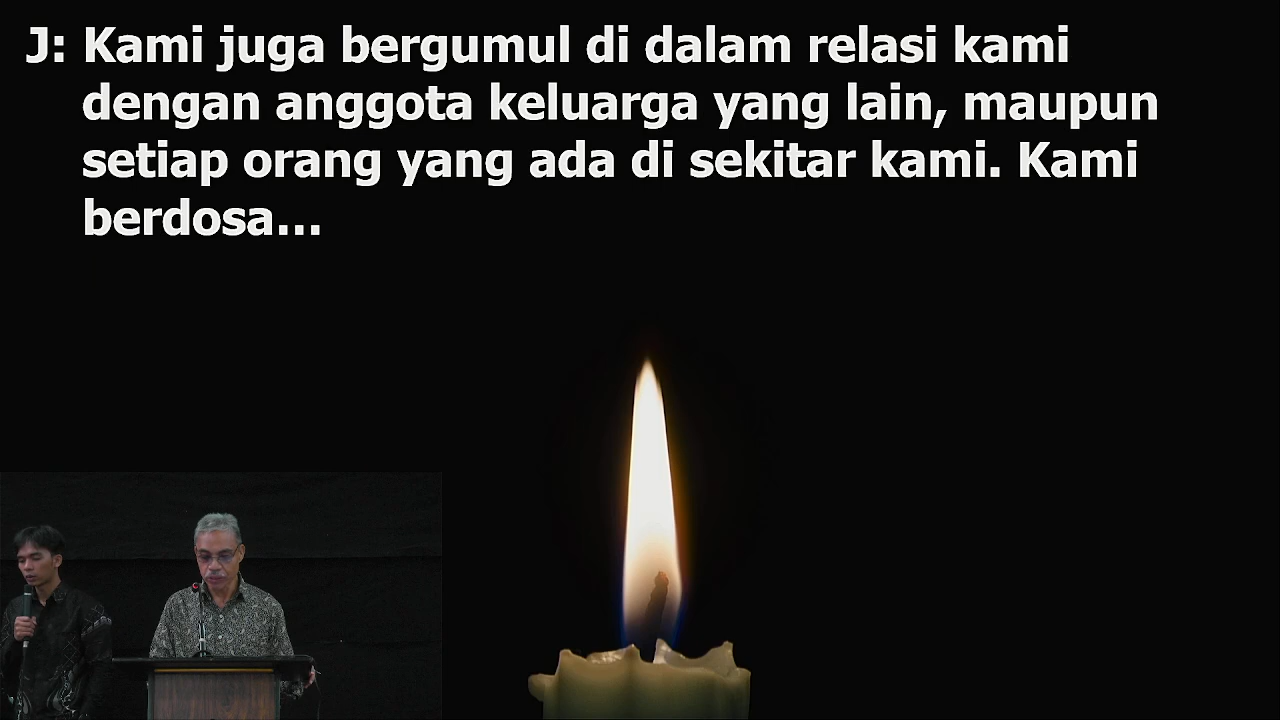 J: Kami juga bergumul di dalam relasi kami
dengan anggota keluarga yang lain, maupun
setiap orang yang ada di sekitar kami. Kami
berdosa...